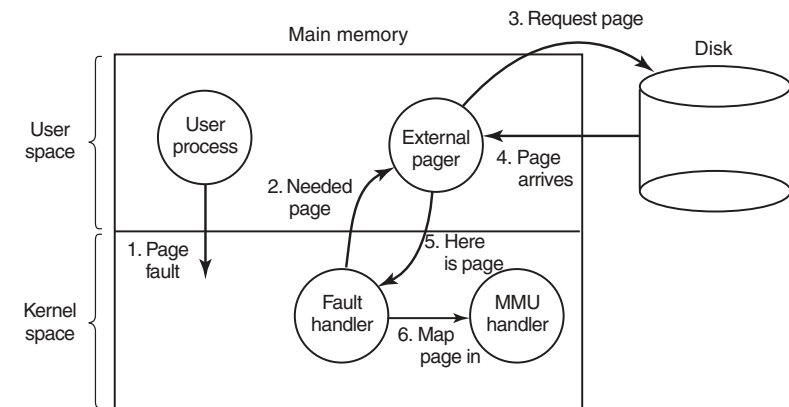 3. Request page
Main memory
Disk
User
space
User
process
External
pager
2. Needed
page
4. Page
arrives
1. Page
fault
5. Here
is page
Kernel
space
Fault
handler
MMU
handler
6. Map
page in